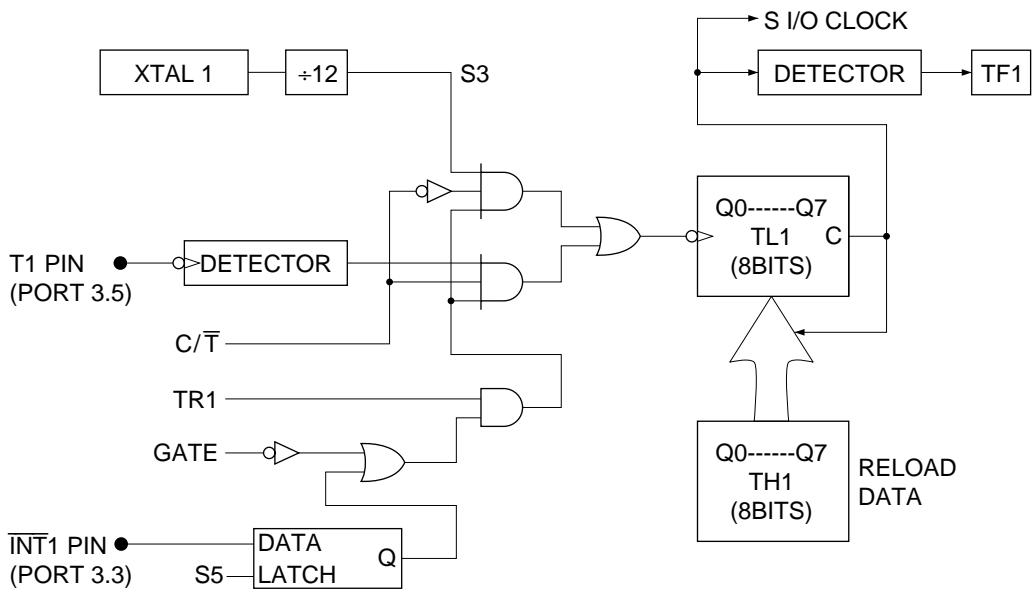 S I/O CLOCK
XTAL 1
÷12
S3
DETECTOR
TF1
Q0------Q7
TL1
(8BITS)
C
T1 PIN
(PORT 3.5)
DETECTOR
C/T̅
TR1
GATE
Q0------Q7
TH1
(8BITS)
RELOAD
DATA
I̅N̅T̅1 PIN
(PORT 3.3)
DATA
Q
S5
LATCH